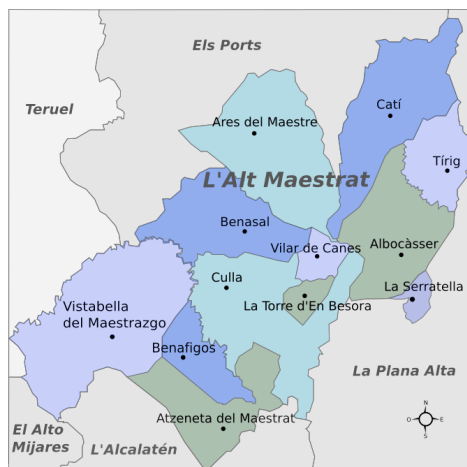 Els Ports
Teruel
Catí
Ares del Maestre
Tírig
L'Alt Maestrat
Benasal
Vilar de Canes
Albocàsser
Culla
La Serratella
La Torre d'En Besora
Vistabella
del Maestrazgo
Benafigos
La Plana Alta
Atzeneta del Maestrat
El Alto
Mijares
L'Alcalatén
N
O
E
S